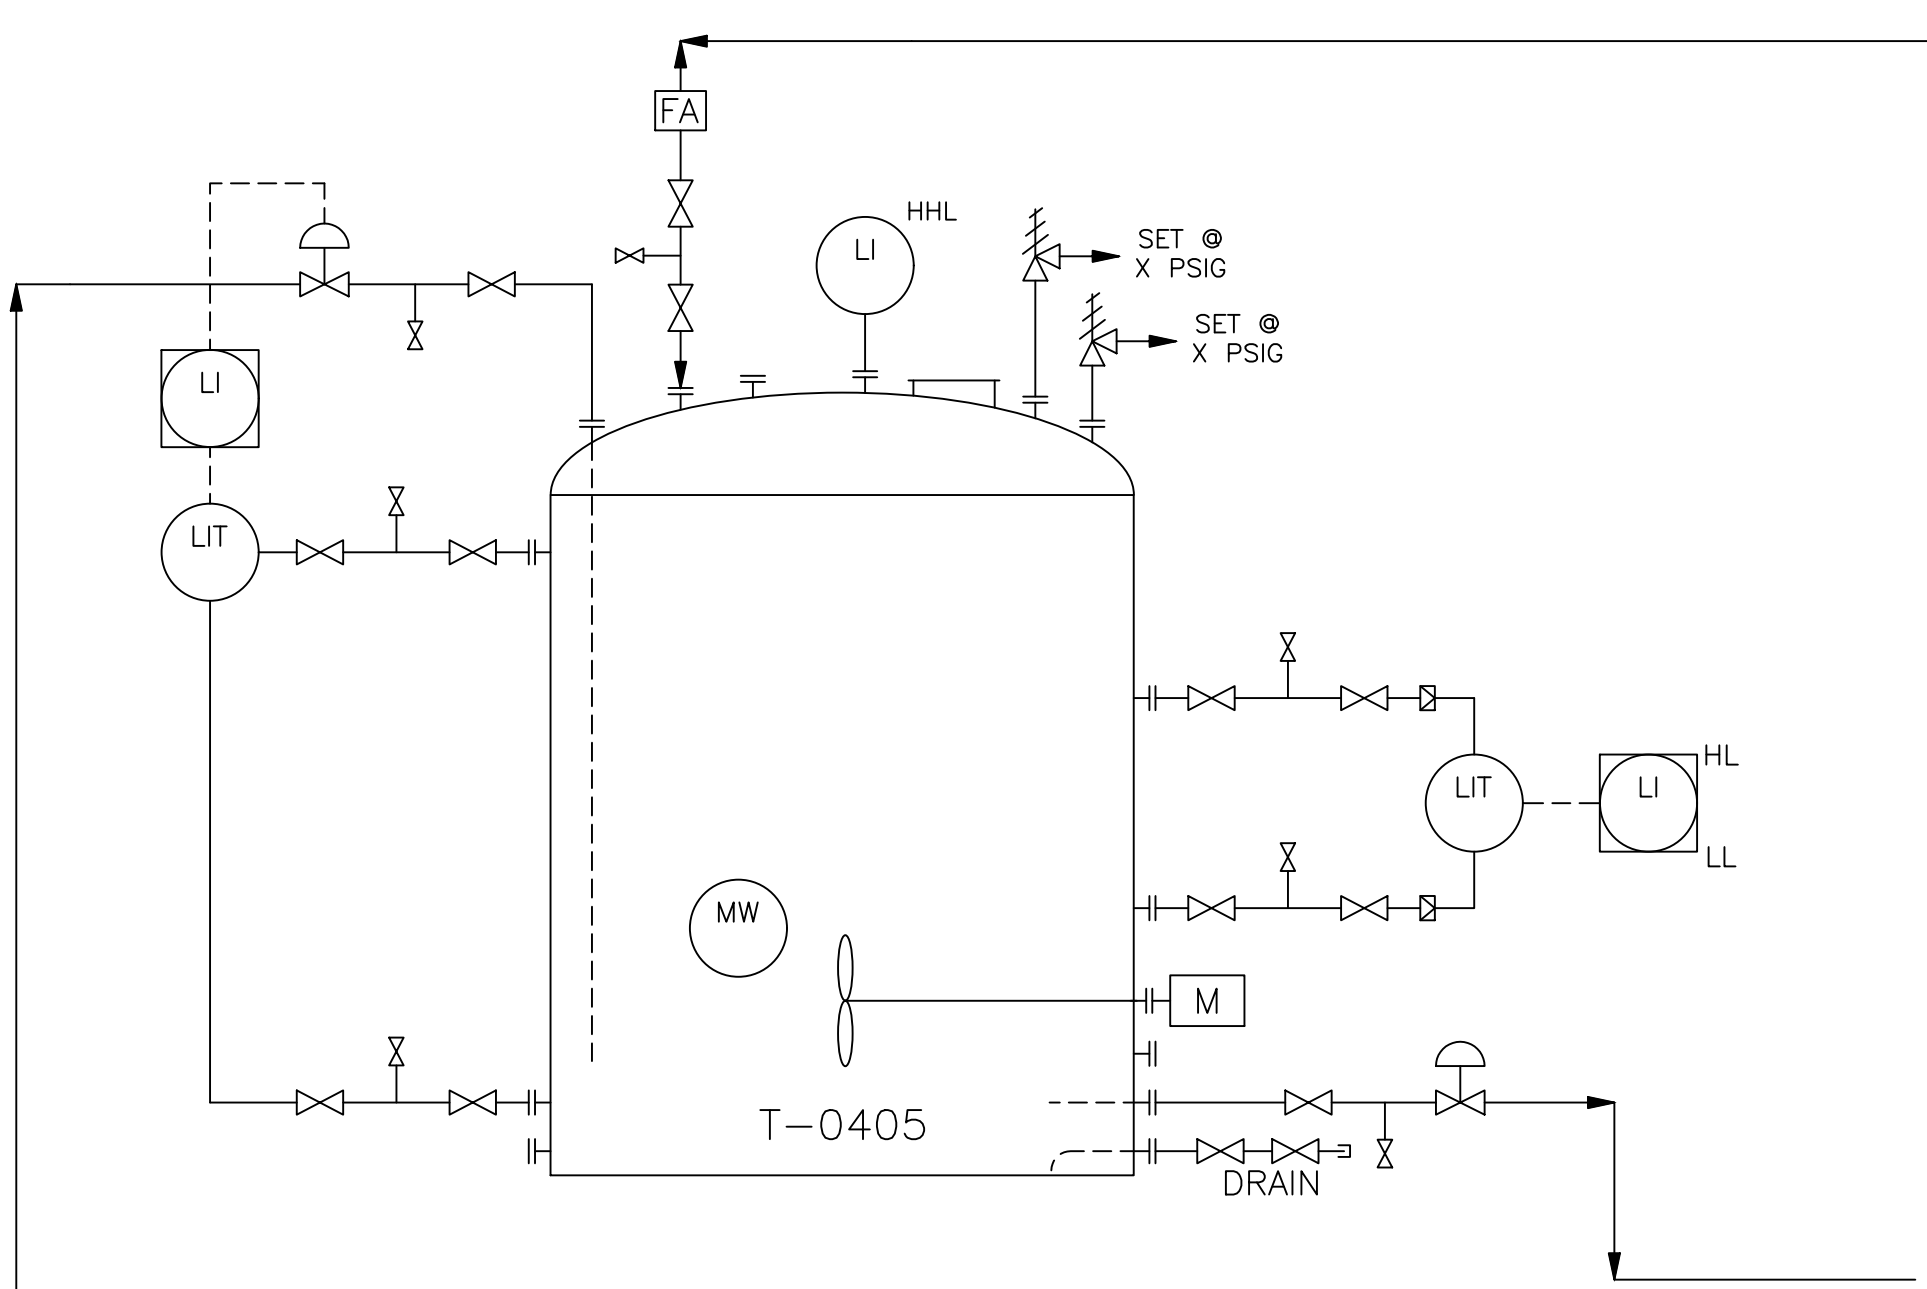 FA
HHL
LI
SET @
X PSIG
SET @
X PSIG
LI
LIT
HL
LIT
LI
LL
MW
M
T-0405
DRAIN